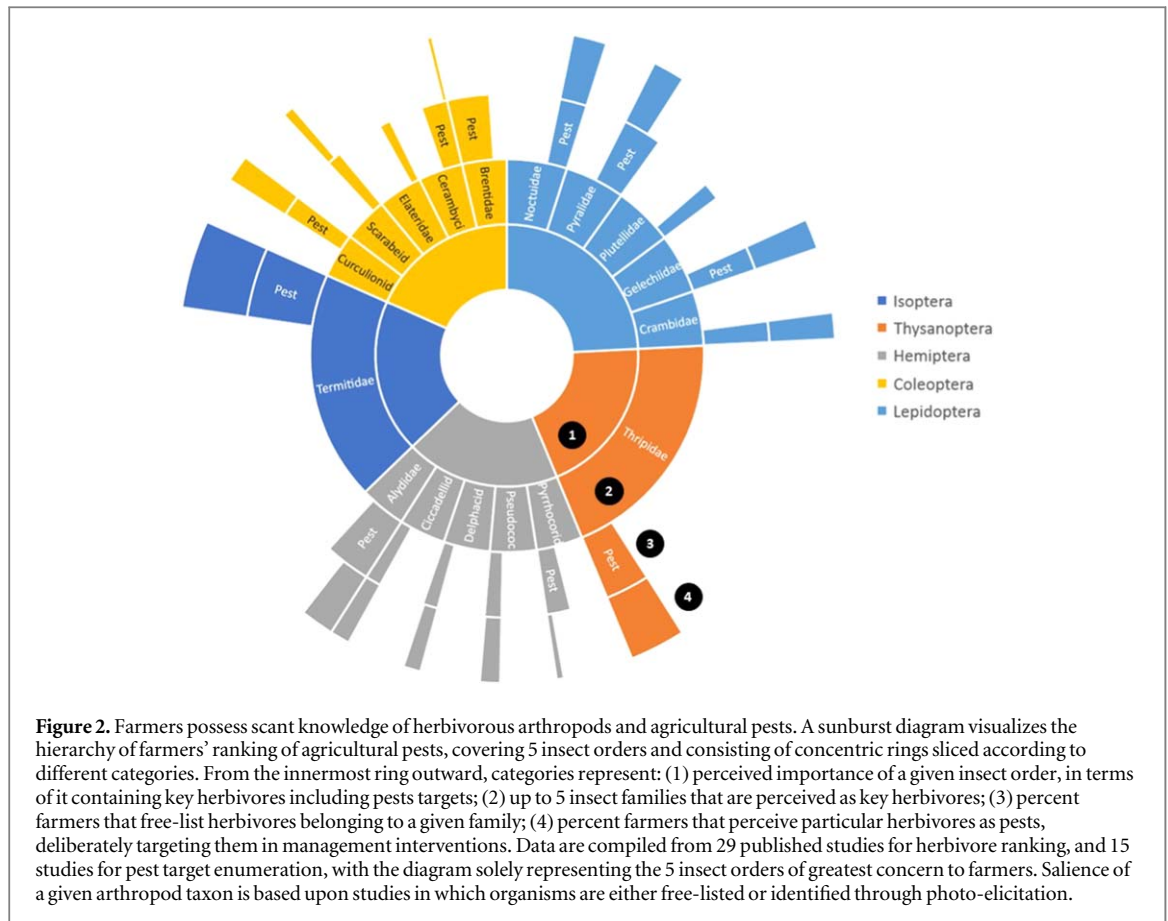 Noctuidae
Pest
Pyralidae
Pest
Plutellidae
Gelechiidae
Pest
Crambidae
Thripidae
Pest
1
2
3
4
Pyrrhocorid
Pest
Pseudococ
Delphacid
Ciccadellid
Alydidae
Pest
Termitidae
Pest
Curculionid
Pest
Scarabeid
Elateridae
Cerambyci
Pest
Brentidae
Pest
Isoptera
Thysanoptera
Hemiptera
Coleoptera
Lepidoptera
Figure 2. Farmers possess scant knowledge of herbivorous arthropods and agricultural pests. A sunburst diagram visualizes the
hierarchy of farmers' ranking of agricultural pests, covering 5 insect orders and consisting of concentric rings sliced according to
different categories. From the innermost ring outward, categories represent: (1) perceived importance of a given insect order, in terms
of it containing key herbivores including pests targets; (2) up to 5 insect families that are perceived as key herbivores; (3) percent
farmers that free-list herbivores belonging to a given family; (4) percent farmers that perceive particular herbivores as pests,
deliberately targeting them in management interventions. Data are compiled from 29 published studies for herbivore ranking, and 15
studies for pest target enumeration, with the diagram solely representing the 5 insect orders of greatest concern to farmers. Salience of
a given arthropod taxon is based upon studies in which organisms are either free-listed or identified through photo-elicitation.